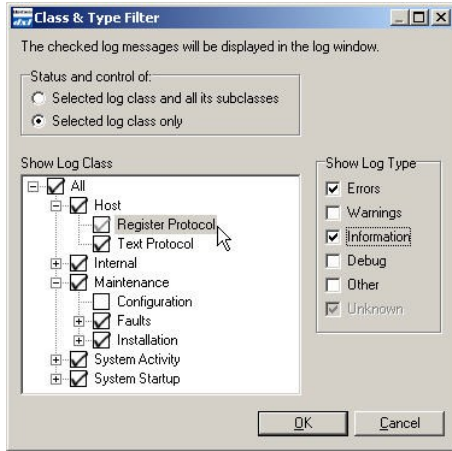 Class & Type Filter
The checked log messages will be displayed in the log window.
Status and control of:
Selected log class and all its subclasses
Selected log class only
Show Log Class
All
Host
Register Protocol
Text Protocol
Internal
Maintenance
Configuration
Faults
Installation
System Activity
System Startup
Show Log Type
Errors
Warnings
Information
Debug
Other
Unknown
OK
Cancel